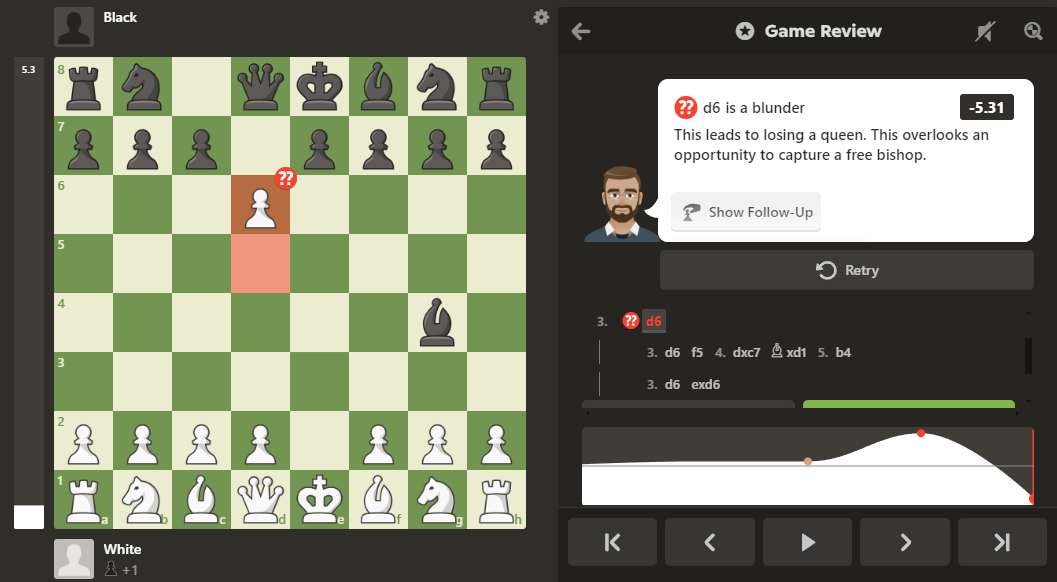 Black
Game Review
5.3
8
7
6
5
4
3
2
1
a b c d e f g h
??
?? d6 is a blunder
-5.31
This leads to losing a queen. This overlooks an
opportunity to capture a free bishop.
Show Follow-Up
Retry
3. ?? d6
3. d6 f5 4. dxc7 xd1 5. b4
3. d6 exd6
White
+1